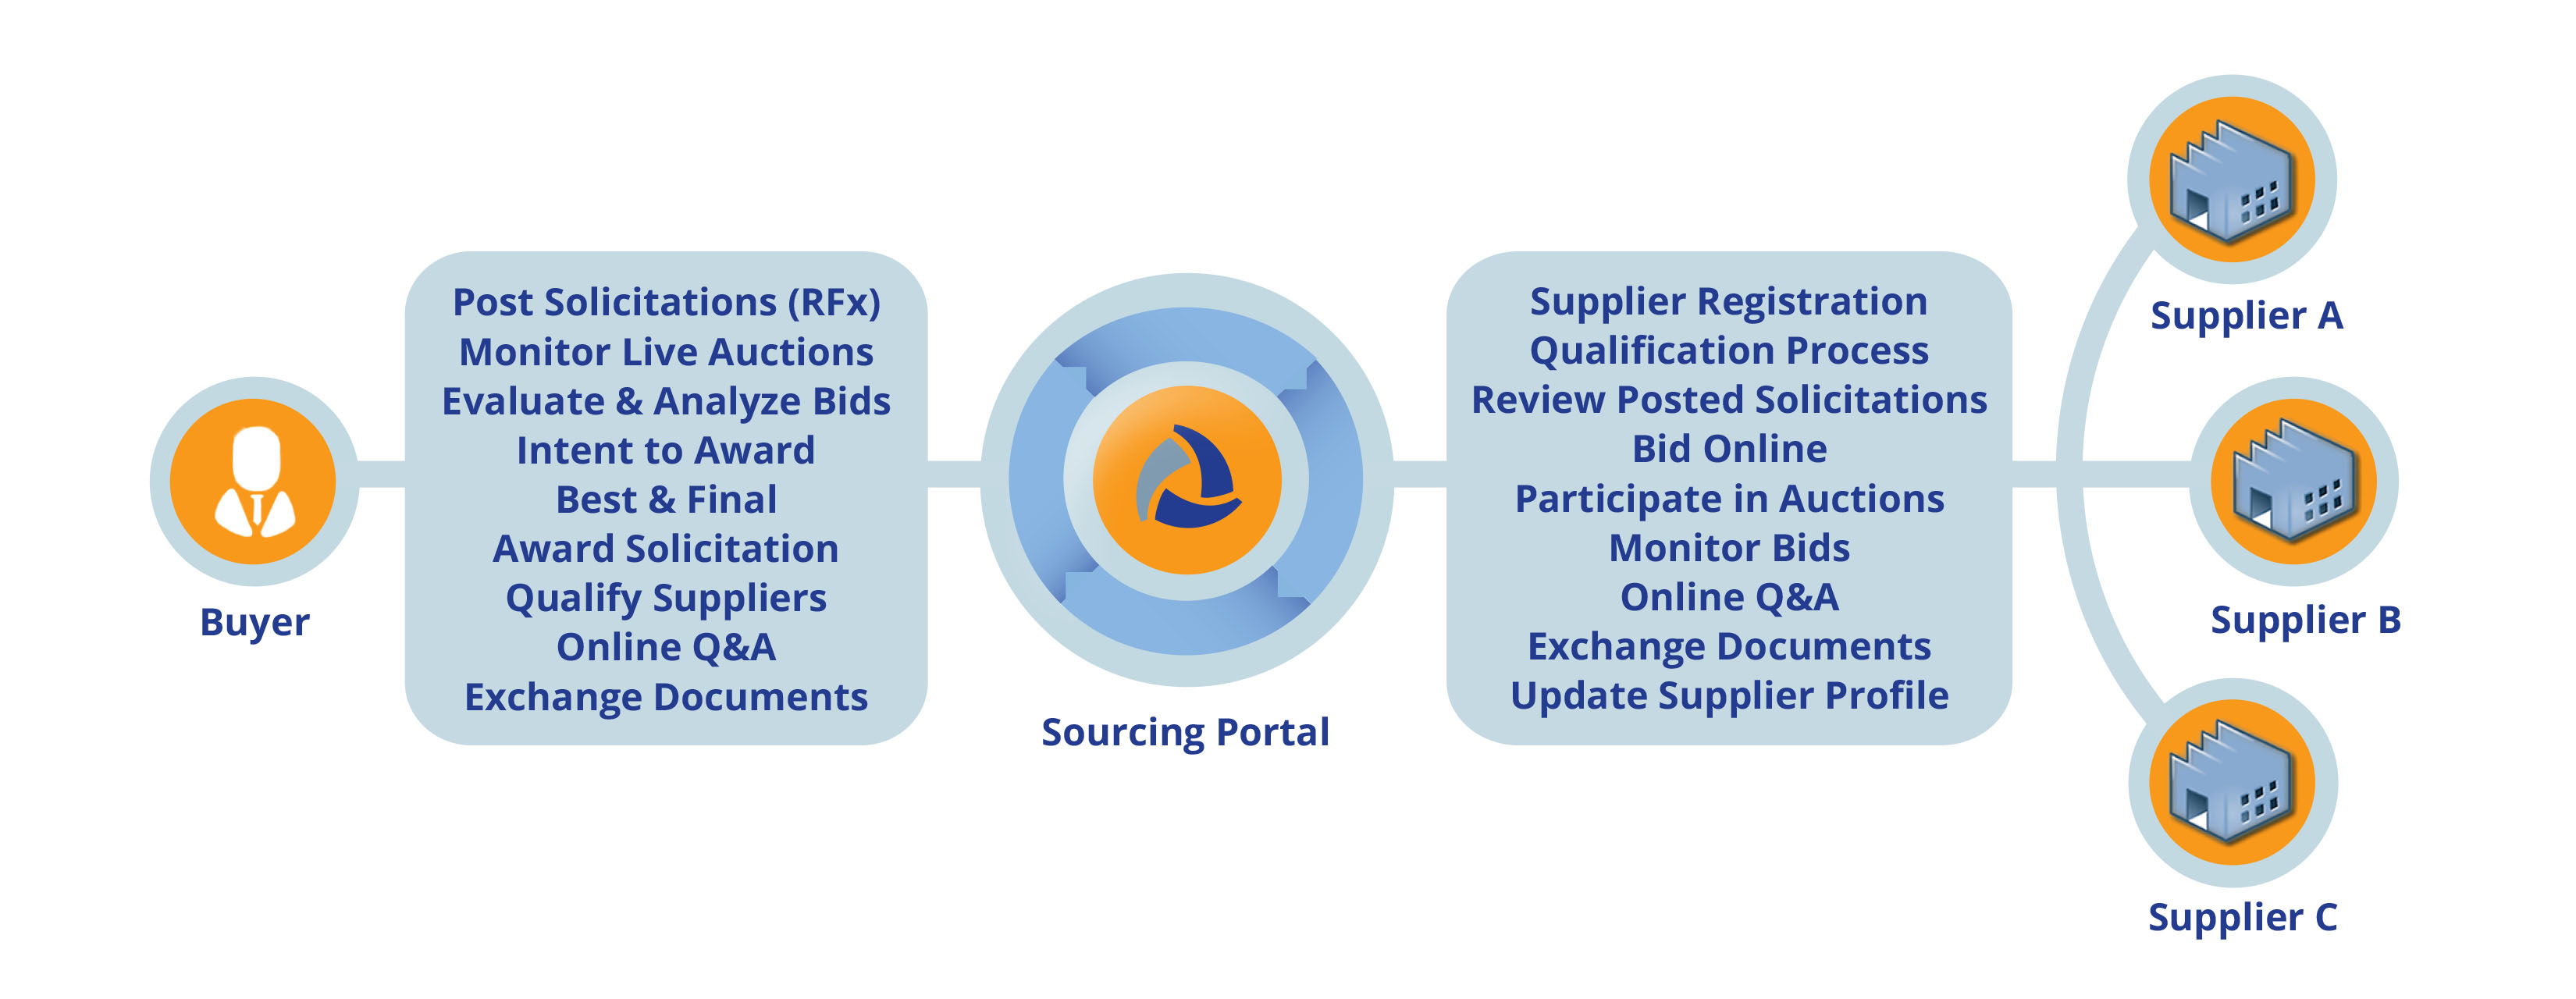 Buyer
Post Solicitations (RFx)
Monitor Live Auctions
Evaluate & Analyze Bids
Intent to Award
Best & Final
Award Solicitation
Qualify Suppliers
Online Q&A
Exchange Documents
Sourcing Portal
Supplier Registration
Qualification Process
Review Posted Solicitations
Bid Online
Participate in Auctions
Monitor Bids
Online Q&A
Exchange Documents
Update Supplier Profile
Supplier A
Supplier B
Supplier C